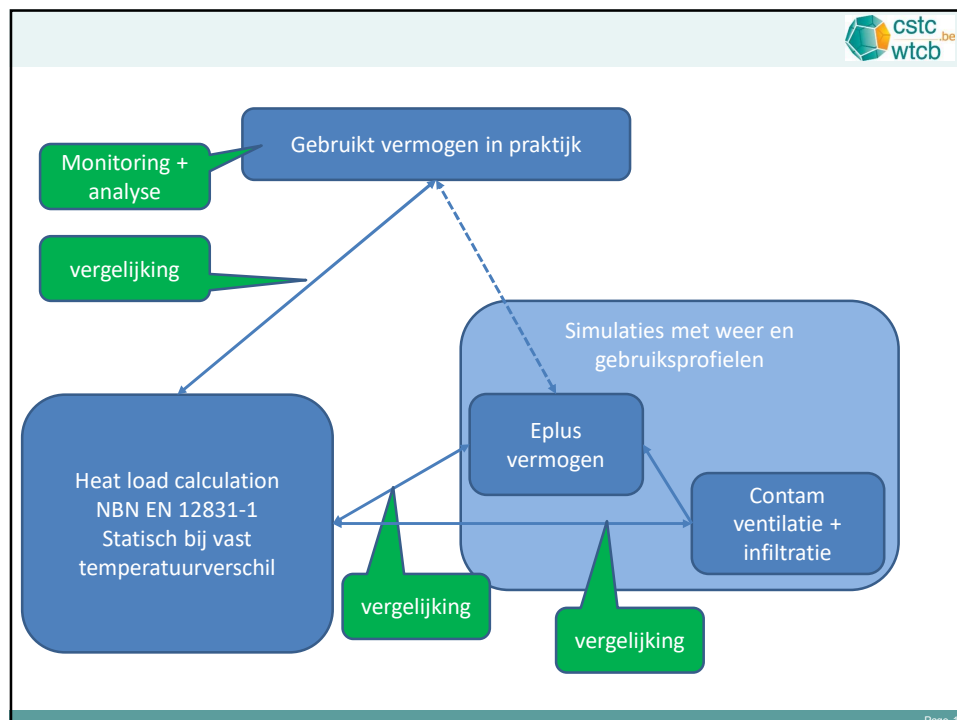 cstc
.be
wtcb
Gebruikt vermogen in praktijk
Monitoring +
analyse
vergelijking
Simulaties met weer en
gebruiksprofielen
Eplus
vermogen
Heat load calculation
NBN EN 12831-1
Statisch bij vast
temperatuurverschil
Contam
ventilatie +
infiltratie
vergelijking
vergelijking